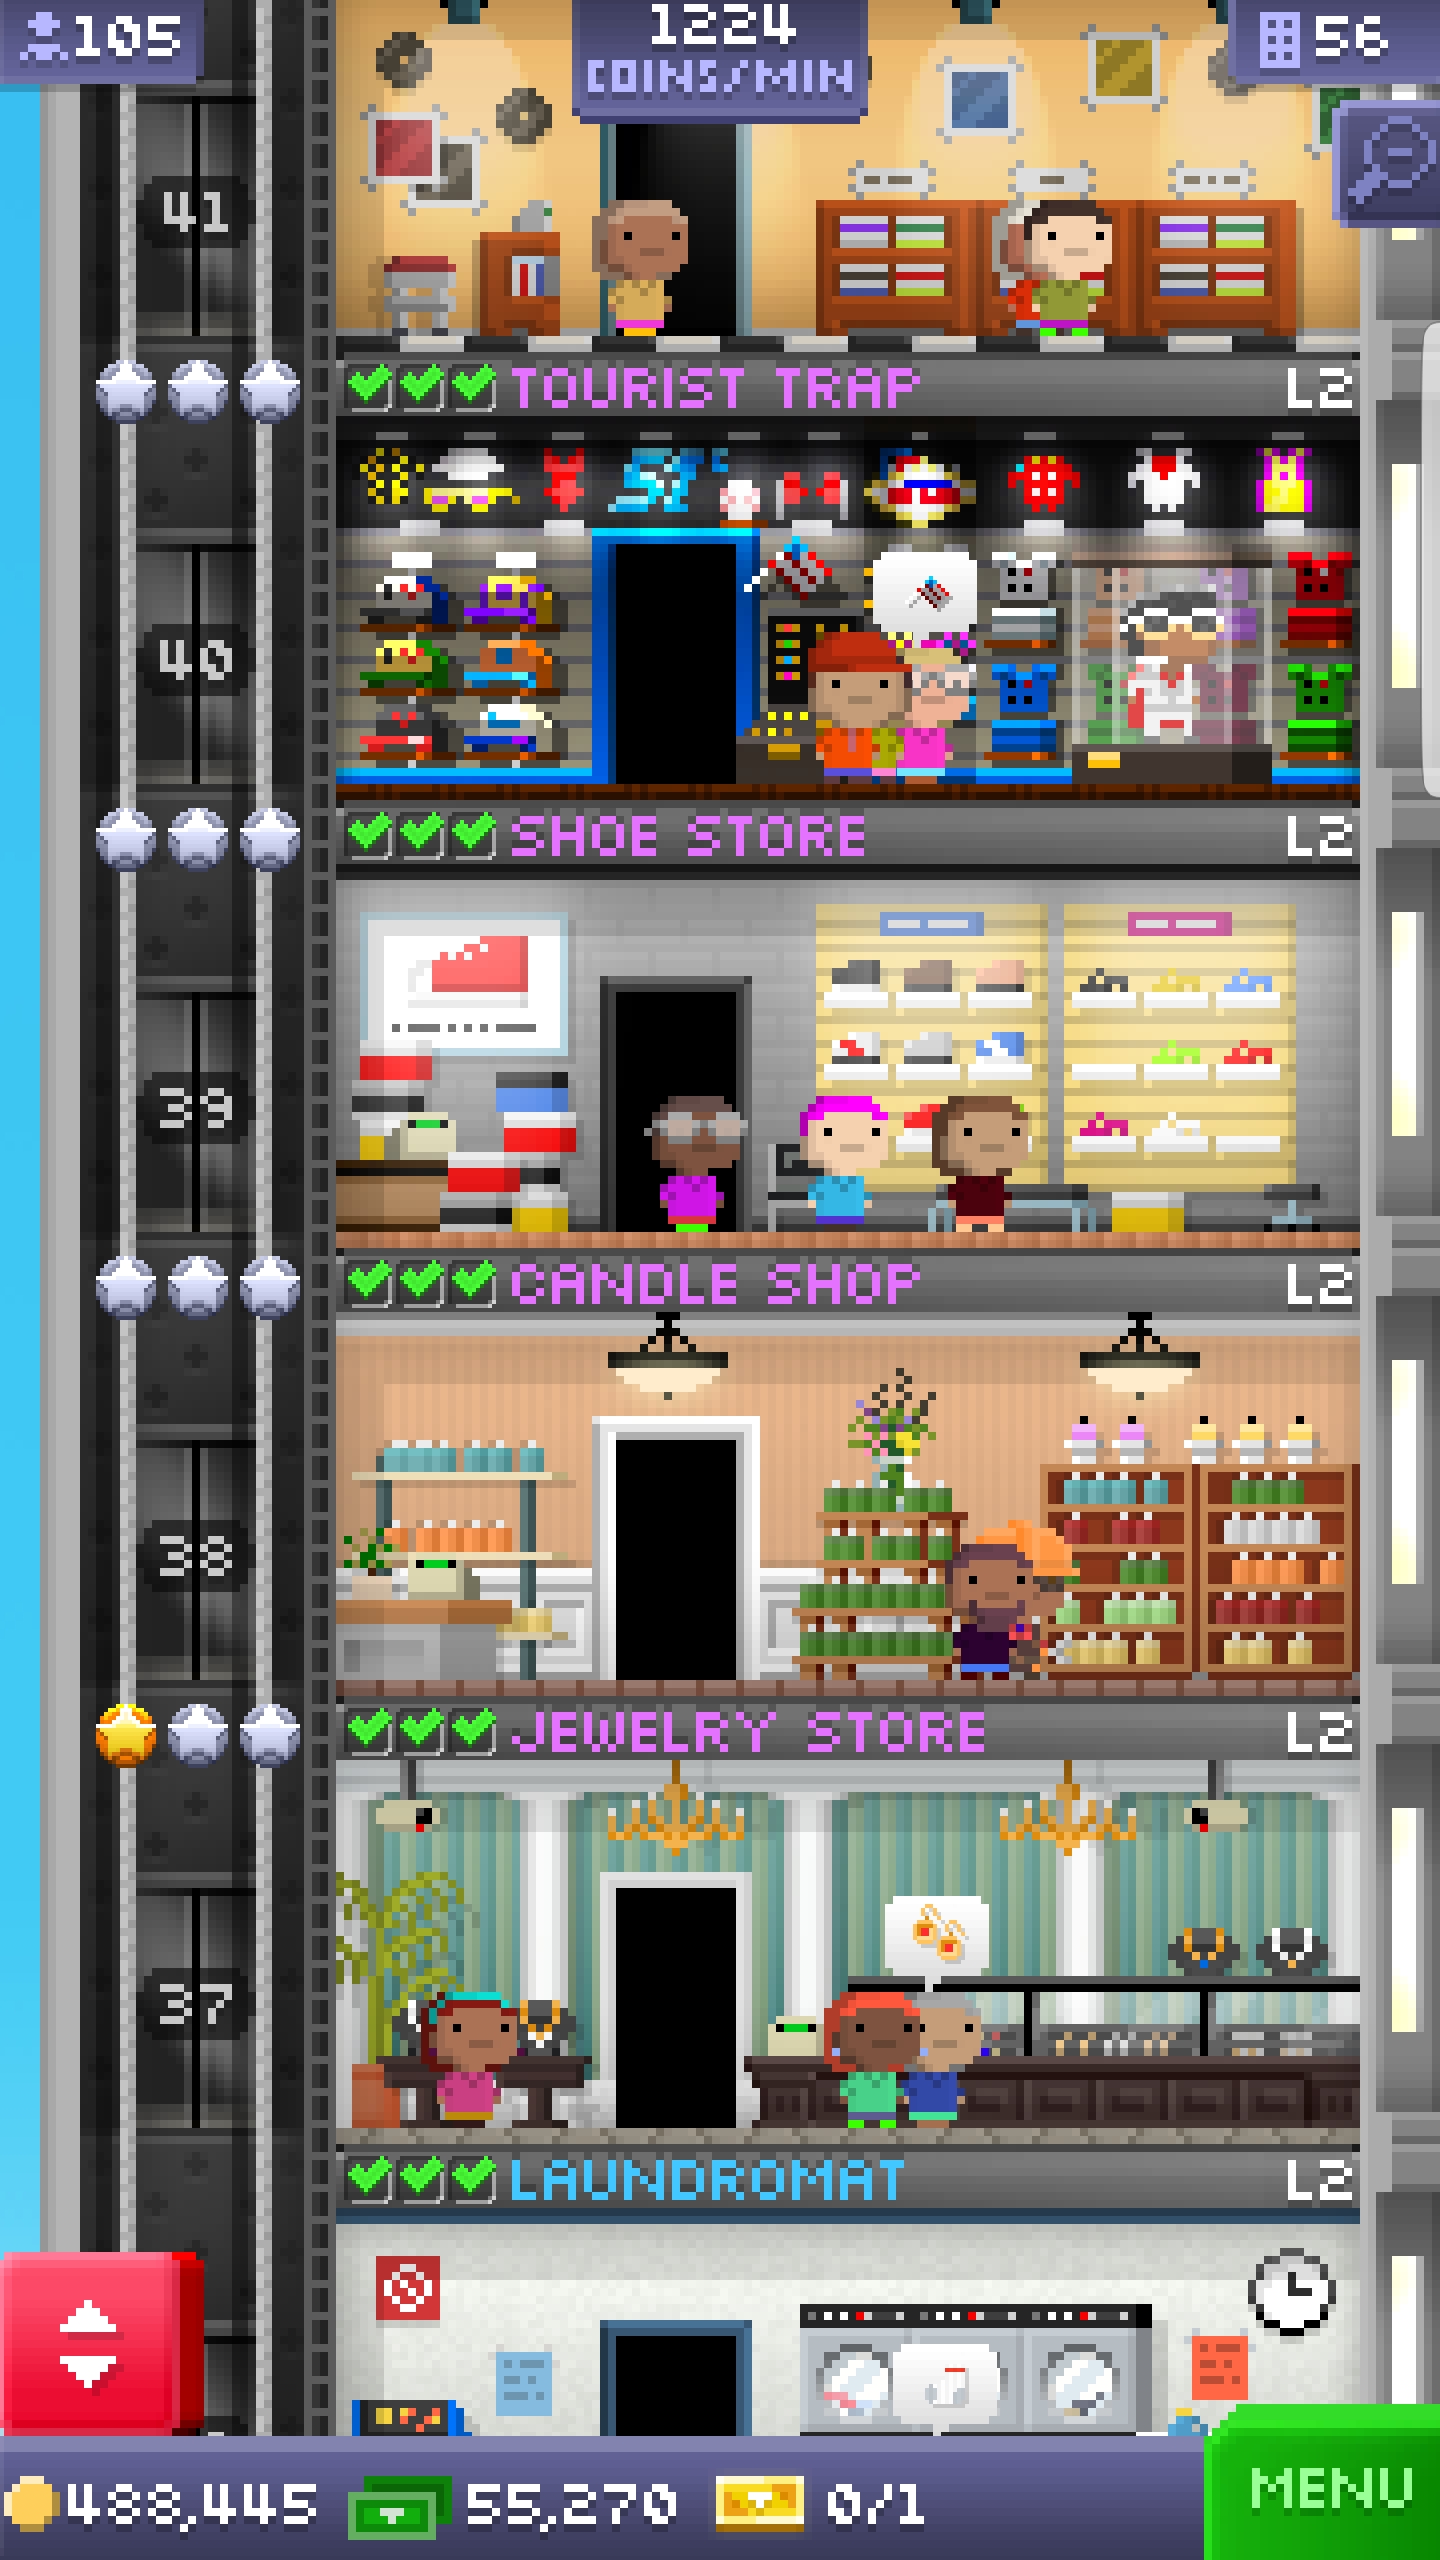 105
1224
COINS/MIN
56
41
TOURIST TRAP L2
40
SHOE STORE L2
39
CANDLE SHOP L2
38
JEWELRY STORE L2
37
LAUNDROMAT L2
488,445 55,270 0/1
MENU